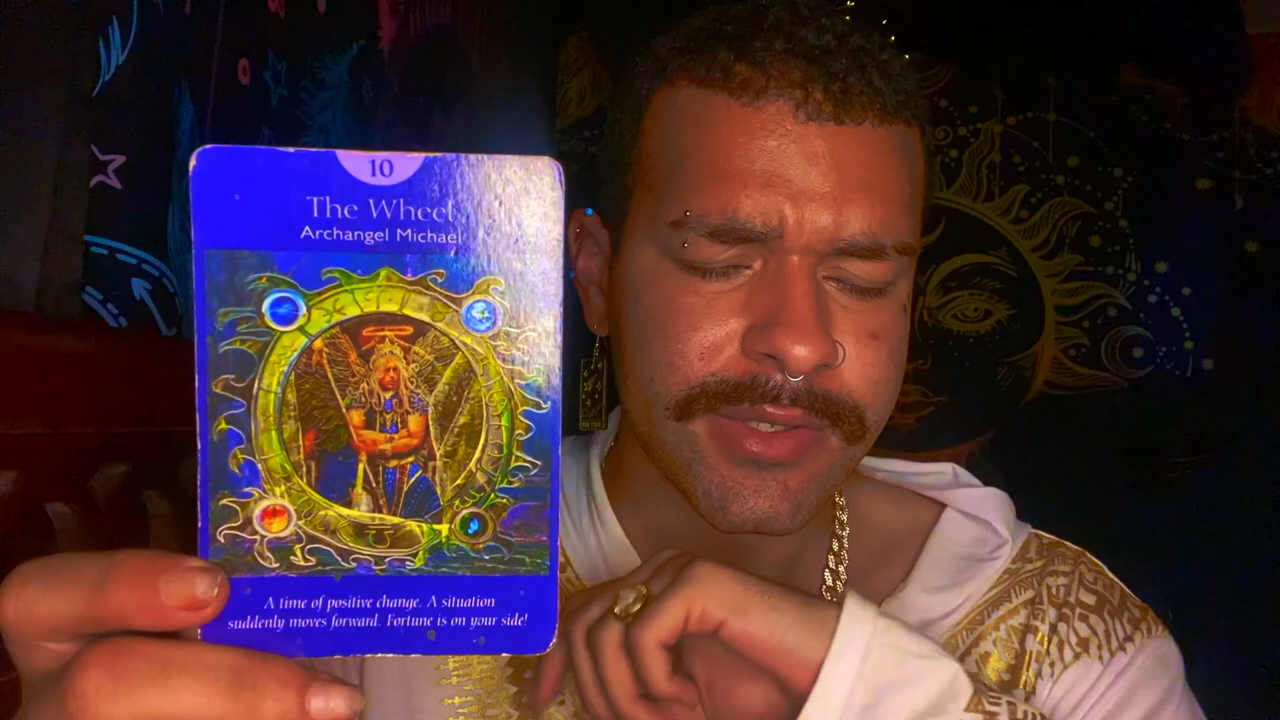 10
The Wheel
Archangel Michael
A time of positive change. A situation
suddenly moves forward. Fortune is on your side!